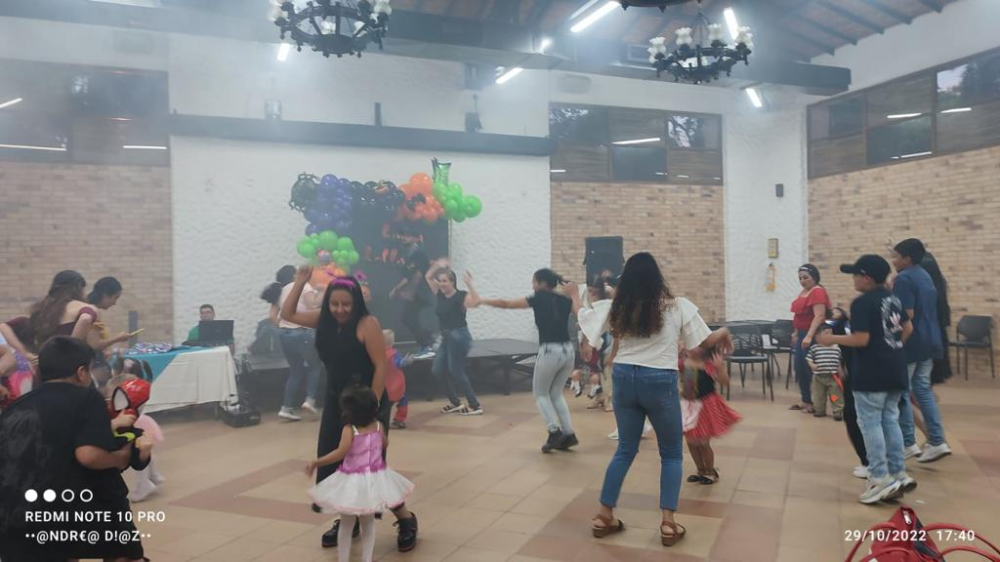 REDMI NOTE 10 PRO
··@NDR€@ D!@Z··
29/10/2022 17:40